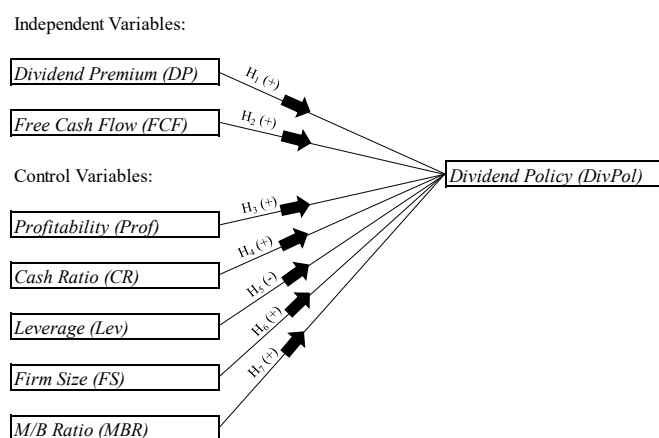 Independent Variables:
Dividend Premium (DP)
H1 (+)
Free Cash Flow (FCF)
H2 (+)
Control Variables:
Dividend Policy (DivPol)
Profitability (Prof)
H3 (+)
Cash Ratio (CR)
H4 (+)
Leverage (Lev)
H5 (-)
Firm Size (FS)
H6 (+)
M/B Ratio (MBR)
H7 (+)